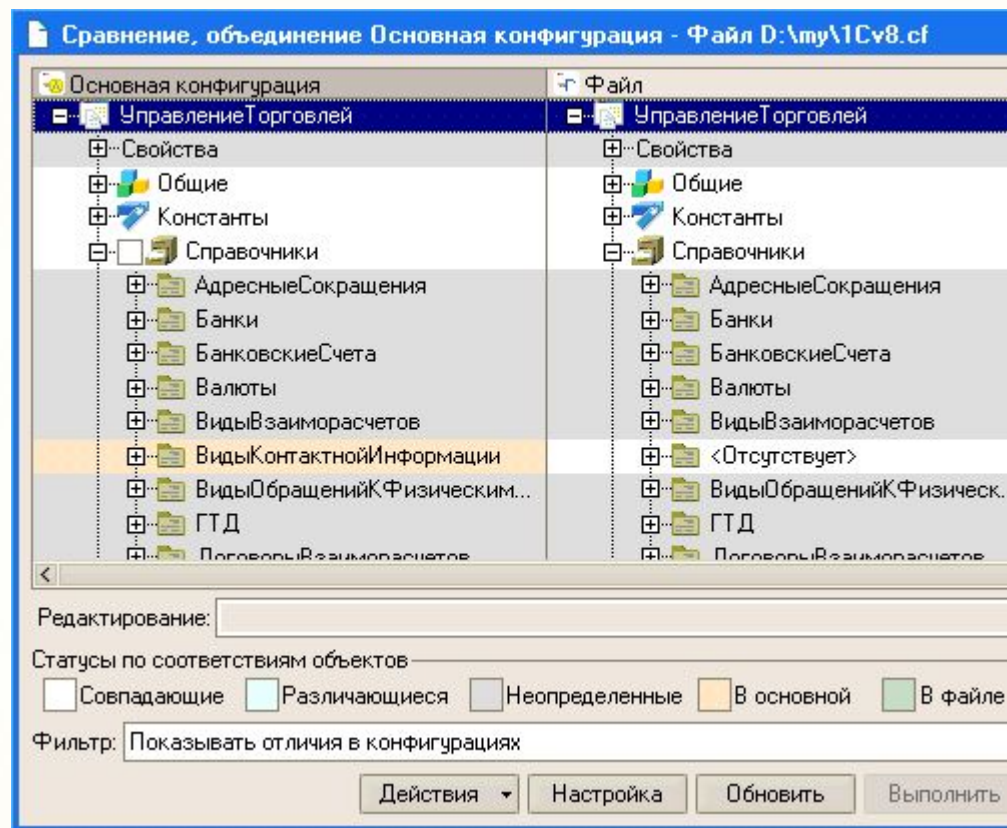 Сравнение, объединение Основная конфигурация - Файл D:\my\1Cv8.cf
Основная конфигурация Файл
УправлениеТорговлей УправлениеТорговлей
Свойства Свойства
Общие Общие
Константы Константы
Справочники Справочники
АдресныеСокращения АдресныеСокращения
Банки Банки
БанковскиеСчета БанковскиеСчета
Валюты Валюты
ВидыВзаиморасчетов ВидыВзаиморасчетов
ВидыКонтактнойИнформации <Отсутствует>
ВидыОбращенийКФизическим... ВидыОбращенийКФизическ.
ГТД ГТД
ДоговорыВзаиморасчетов ДоговорыВзаиморасчетов
Редактирование:
Статусы по соответствиям объектов
Совпадающие Различающиеся Неопределенные В основной В файле
Фильтр: Показывать отличия в конфигурациях
Действия Настройка Обновить Выполнить